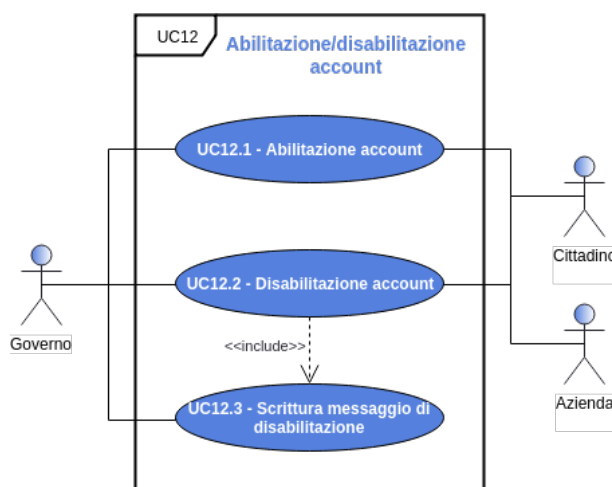 UC12
Abilitazione/disabilitazione
account
UC12.1 - Abilitazione account
Cittadino
UC12.2 - Disabilitazione account
Governo
<<include>>
Azienda
UC12.3 - Scrittura messaggio di
disabilitazione